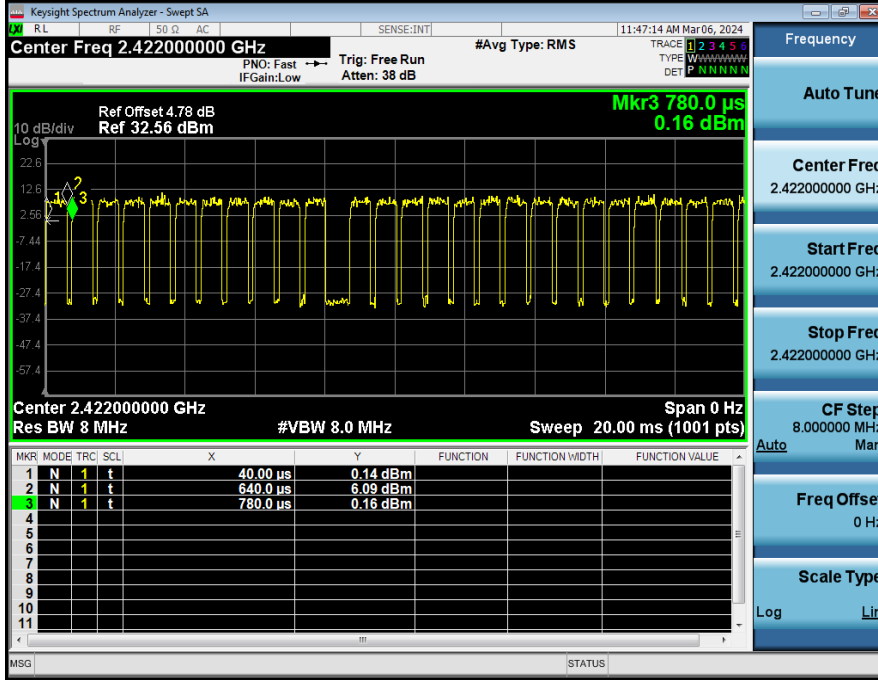 Keysight Spectrum Analyzer - Swept SA
LXI RL RF 50 Ω AC SENSE:INT 11:47:14 AM Mar 06, 2024
Center Freq 2.422000000 GHz
PNO: Fast
IFGain:Low
Trig: Free Run
Atten: 38 dB
#Avg Type: RMS
TRACE 1 2 3 4 5 6
TYPE WWWWWW
DET P N N N N N
Ref Offset 4.78 dB
10 dB/div Ref 32.56 dBm
Log
Mkr3 780.0 µs
0.16 dBm
22.6
12.6
2.56
-7.44
-17.4
-27.4
-37.4
-47.4
-57.4
1 2 3
Center 2.422000000 GHz Span 0 Hz
Res BW 8 MHz #VBW 8.0 MHz Sweep 20.00 ms (1001 pts)
MKR MODE TRC SCL X Y FUNCTION FUNCTION WIDTH FUNCTION VALUE
1 N 1 t 40.00 µs 0.14 dBm
2 N 1 t 640.0 µs 6.09 dBm
3 N 1 t 780.0 µs 0.16 dBm
4
5
6
7
8
9
10
11
MSG STATUS
Frequency
Auto Tune
Center Freq
2.422000000 GHz
Start Freq
2.422000000 GHz
Stop Freq
2.422000000 GHz
CF Step
8.000000 MHz
Auto Man
Freq Offset
0 Hz
Scale Type
Log Lin